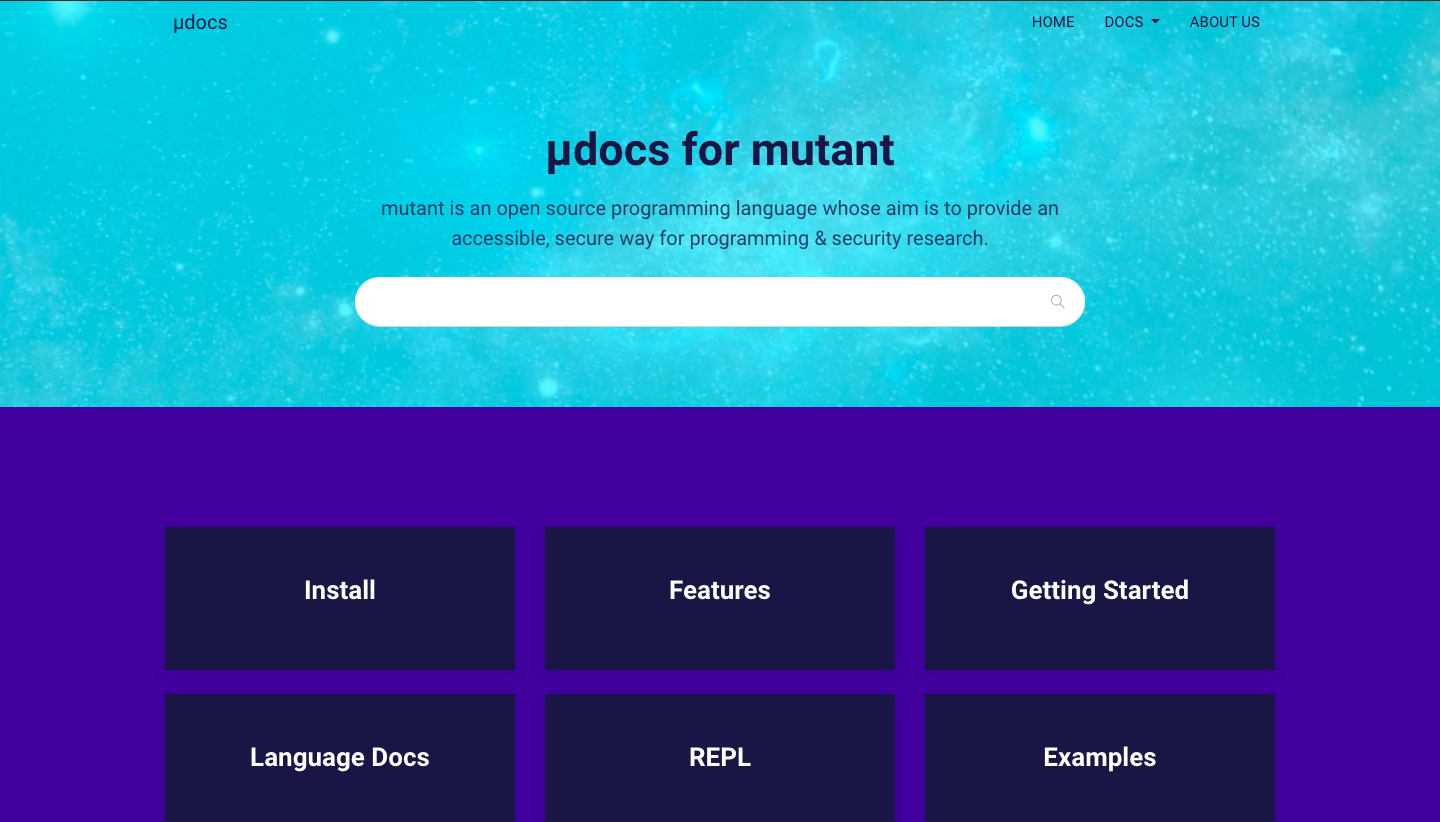 µdocs
HOME
DOCS
ABOUT US
µdocs for mutant
mutant is an open source programming language whose aim is to provide an
accessible, secure way for programming & security research.
Install
Features
Getting Started
Language Docs
REPL
Examples